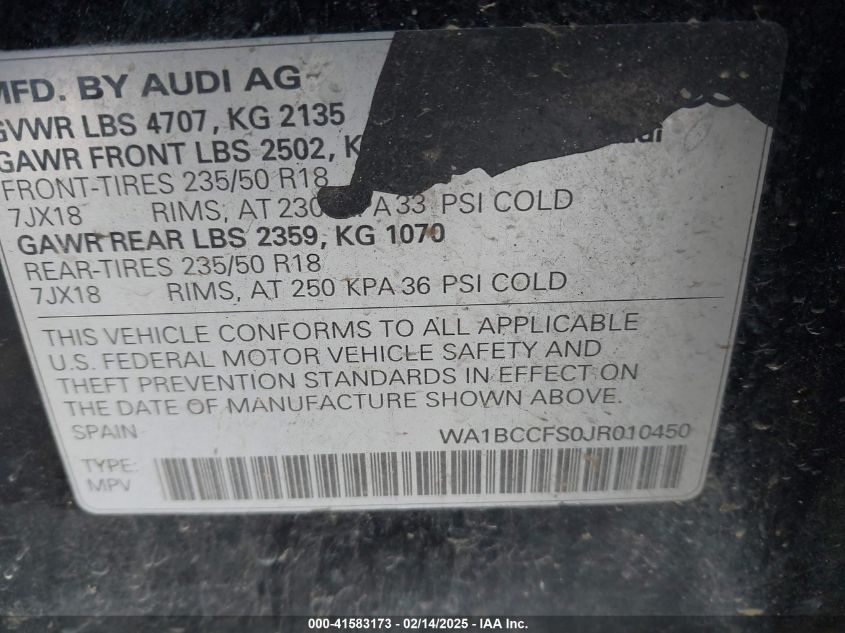 MFD. BY AUDI AG
GVWR LBS 4707, KG 2135
GAWR FRONT LBS 2502, K
FRONT-TIRES 235/50 R18
7JX18 RIMS, AT 230 PA 33 PSI COLD
GAWR REAR LBS 2359, KG 1070
REAR-TIRES 235/50 R18
7JX18 RIMS, AT 250 KPA 36 PSI COLD
THIS VEHICLE CONFORMS TO ALL APPLICABLE
U.S. FEDERAL MOTOR VEHICLE SAFETY AND
THEFT PREVENTION STANDARDS IN EFFECT ON
THE DATE OF MANUFACTURE SHOWN ABOVE.
SPAIN WA1BCCFS0JR010450
TYPE:
MPV
000-41583173 - 02/14/2025 - IAA Inc.